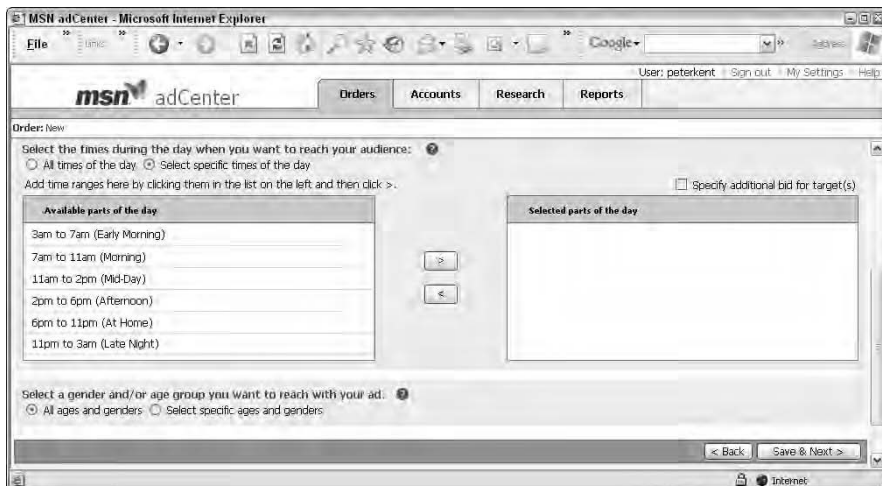 MSN adCenter - Microsoft Internet Explorer
File » Links » Google » Address
User: peterkent Sign out My Settings Help
msn adCenter Orders Accounts Research Reports
Order: New
Select the times during the day when you want to reach your audience:
All times of the day Select specific times of the day
Add time ranges here by clicking them in the list on the left and then click >.
Specify additional bid for target(s)
Available parts of the day
Selected parts of the day
3am to 7am (Early Morning)
7am to 11am (Morning)
11am to 2pm (Mid-Day)
2pm to 6pm (Afternoon)
6pm to 11pm (At Home)
11pm to 3am (Late Night)
>
<
Select a gender and/or age group you want to reach with your ad.
All ages and genders Select specific ages and genders
< Back Save & Next >
Internet